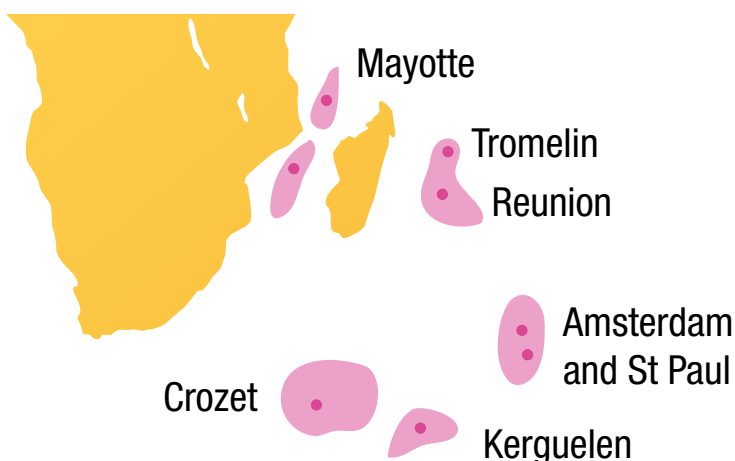 Mayotte
Tromelin
Reunion
Amsterdam
and St Paul
Crozet
Kerguelen